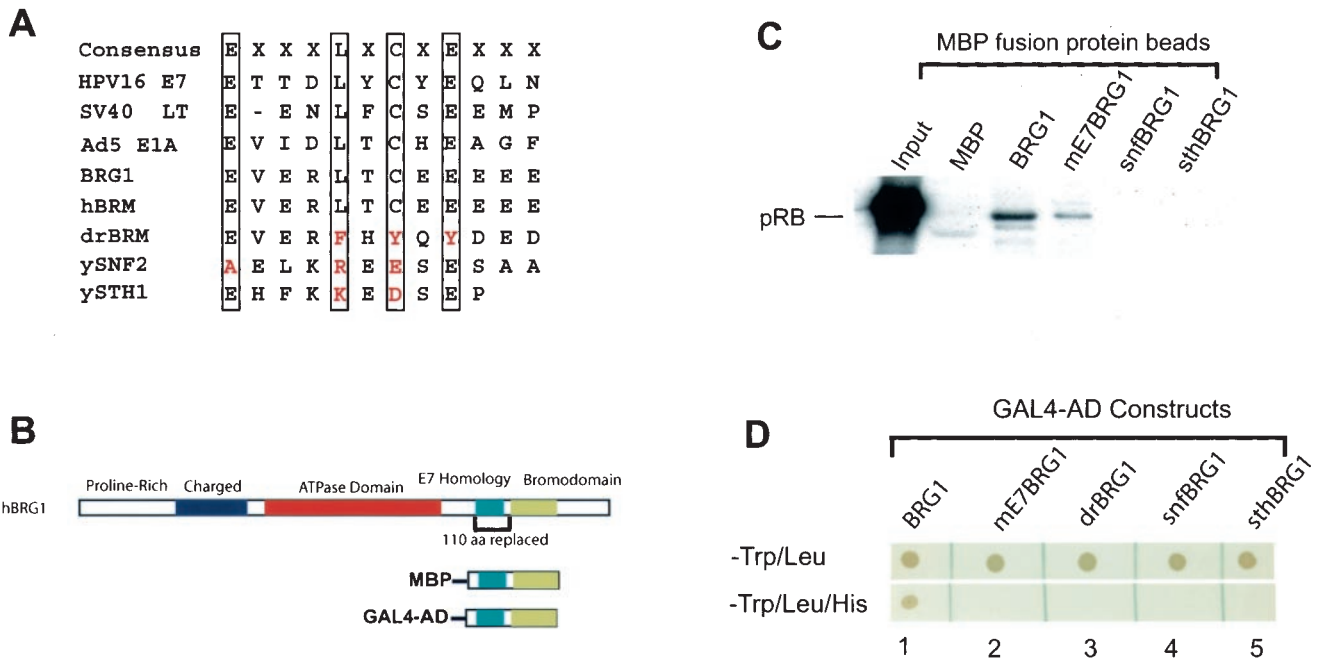 A
Consensus E X X X L X C X E X X X
HPV16 E7 E T T D L Y C Y E Q L N
SV40 LT E - E N L F C S E E M P
Ad5 E1A E V I D L T C H E A G F
BRG1 E V E R L T C E E E E E
hBRM E V E R L T C E E E E E
drBRM E V E R F H Y Q Y D E D
ySNF2 A E L K R E E S E S A A
ySTH1 E H F K K E D S E P
B
Proline-Rich Charged ATPase Domain E7 Homology Bromodomain
hBRG1
110 aa replaced
MBP
GAL4-AD
C
MBP fusion protein beads
Input MBP BRG1 mE7BRG1 snfBRG1 sthBRG1
pRB
D
GAL4-AD Constructs
BRG1 mE7BRG1 drBRG1 snfBRG1 sthBRG1
-Trp/Leu
-Trp/Leu/His
1 2 3 4 5